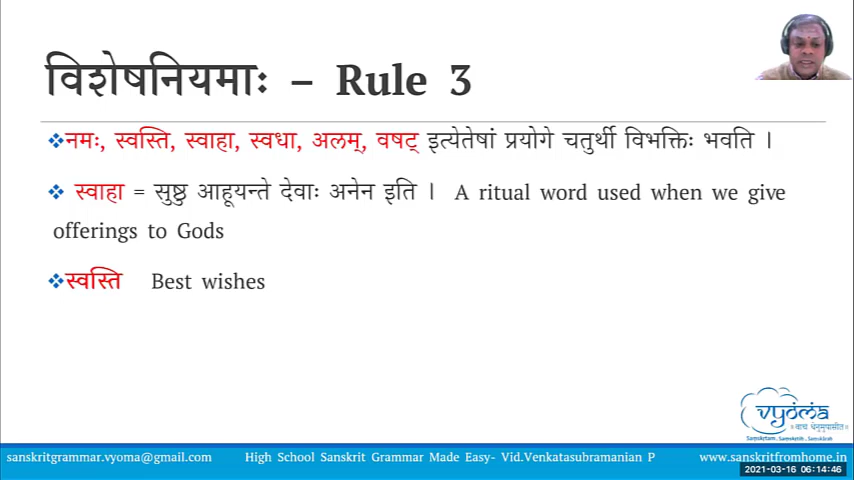 विशेषनियमाः – Rule 3
❖नमः, स्वस्ति, स्वाहा, स्वधा, अलम्, वषट् इत्येतेषां प्रयोगे चतुर्थी विभक्तिः भवति ।
❖ स्वाहा = सुष्ठु आहूयन्ते देवाः अनेन इति । A ritual word used when we give
offerings to Gods
❖स्वस्ति Best wishes
vyoma
॥ वाचं धेनुमुपासीत ॥
Samskritam, Samskriti, Samskarah
sanskritgrammar.vyoma@gmail.com High School Sanskrit Grammar Made Easy- Vid.Venkatasubramanian P www.sanskritfromhome.in
2021-03-16 06:14:46